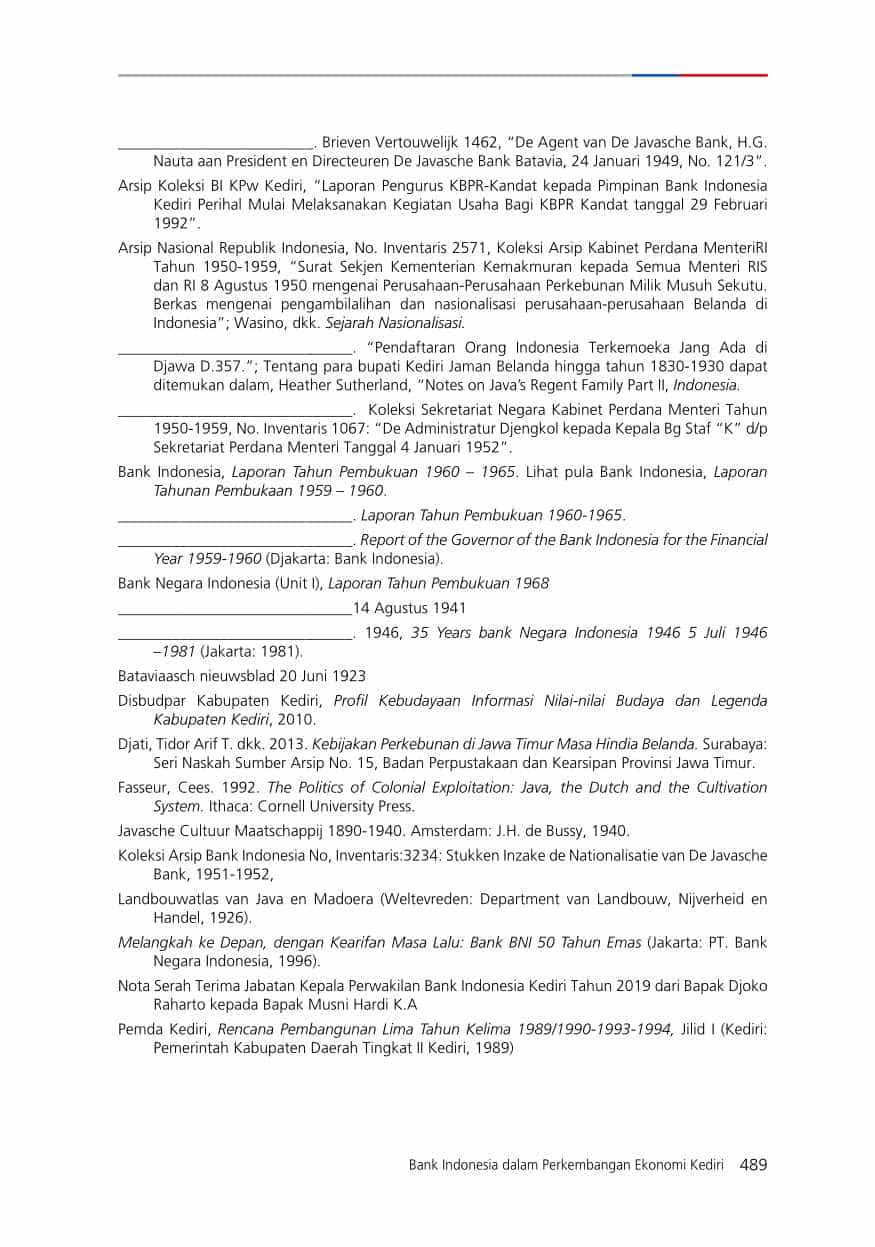 __________________________. Brieven Vertouwelijk 1462, “De Agent van De Javasche Bank, H.G.
Nauta aan President en Directeuren De Javasche Bank Batavia, 24 Januari 1949, No. 121/3”.
Arsip Koleksi BI KPw Kediri, “Laporan Pengurus KBPR-Kandat kepada Pimpinan Bank Indonesia
Kediri Perihal Mulai Melaksanakan Kegiatan Usaha Bagi KBPR Kandat tanggal 29 Februari
1992”.
Arsip Nasional Republik Indonesia, No. Inventaris 2571, Koleksi Arsip Kabinet Perdana MenteriRI
Tahun 1950-1959, “Surat Sekjen Kementerian Kemakmuran kepada Semua Menteri RIS
dan RI 8 Agustus 1950 mengenai Perusahaan-Perusahaan Perkebunan Milik Musuh Sekutu.
Berkas mengenai pengambilalihan dan nasionalisasi perusahaan-perusahaan Belanda di
Indonesia”; Wasino, dkk. Sejarah Nasionalisasi.
_______________________________. “Pendaftaran Orang Indonesia Terkemoeka Jang Ada di
Djawa D.357.”; Tentang para bupati Kediri Jaman Belanda hingga tahun 1830-1930 dapat
ditemukan dalam, Heather Sutherland, “Notes on Java’s Regent Family Part II, Indonesia.
_______________________________. Koleksi Sekretariat Negara Kabinet Perdana Menteri Tahun
1950-1959, No. Inventaris 1067: “De Administratur Djengkol kepada Kepala Bg Staf “K” d/p
Sekretariat Perdana Menteri Tanggal 4 Januari 1952”.
Bank Indonesia, Laporan Tahun Pembukuan 1960 – 1965. Lihat pula Bank Indonesia, Laporan
Tahunan Pembukaan 1959 – 1960.
_______________________________. Laporan Tahun Pembukuan 1960-1965.
_______________________________. Report of the Governor of the Bank Indonesia for the Financial
Year 1959-1960 (Djakarta: Bank Indonesia).
Bank Negara Indonesia (Unit I), Laporan Tahun Pembukuan 1968
_______________________________14 Agustus 1941
_______________________________. 1946, 35 Years bank Negara Indonesia 1946 5 Juli 1946
–1981 (Jakarta: 1981).
Bataviaasch nieuwsblad 20 Juni 1923
Disbudpar Kabupaten Kediri, Profil Kebudayaan Informasi Nilai-nilai Budaya dan Legenda
Kabupaten Kediri, 2010.
Djati, Tidor Arif T. dkk. 2013. Kebijakan Perkebunan di Jawa Timur Masa Hindia Belanda. Surabaya:
Seri Naskah Sumber Arsip No. 15, Badan Perpustakaan dan Kearsipan Provinsi Jawa Timur.
Fasseur, Cees. 1992. The Politics of Colonial Exploitation: Java, the Dutch and the Cultivation
System. Ithaca: Cornell University Press.
Javasche Cultuur Maatschappij 1890-1940. Amsterdam: J.H. de Bussy, 1940.
Koleksi Arsip Bank Indonesia No, Inventaris:3234: Stukken Inzake de Nationalisatie van De Javasche
Bank, 1951-1952,
Landbouwatlas van Java en Madoera (Weltevreden: Department van Landbouw, Nijverheid en
Handel, 1926).
Melangkah ke Depan, dengan Kearifan Masa Lalu: Bank BNI 50 Tahun Emas (Jakarta: PT. Bank
Negara Indonesia, 1996).
Nota Serah Terima Jabatan Kepala Perwakilan Bank Indonesia Kediri Tahun 2019 dari Bapak Djoko
Raharto kepada Bapak Musni Hardi K.A
Pemda Kediri, Rencana Pembangunan Lima Tahun Kelima 1989/1990-1993-1994, Jilid I (Kediri:
Pemerintah Kabupaten Daerah Tingkat II Kediri, 1989)
Bank Indonesia dalam Perkembangan Ekonomi Kediri 489